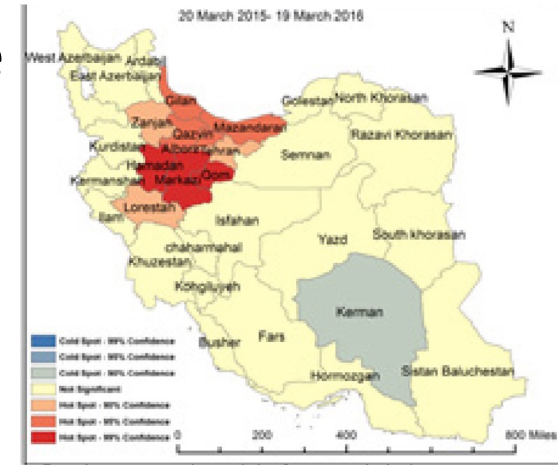 e
20 March 2015- 19 March 2016
N
West Azerbaijan
Ardabil
East Azerbaijan
Gilan
Golestan
North Khorasan
Zanjan
Qazvin
Mazandaran
Razavi Khorasan
Kurdistan
Alborz
Tehran
Semnan
Hamadan
Kermanshah
Markazi
Qom
Lorestan
Ilam
Isfahan
Yazd
South khorasan
chaharmahal
Khuzestan
Kohgiluyeh
Kerman
Busher
Fars
Hormozgan
Sistan Baluchestan
Cold Spot - 99% Confidence
Cold Spot - 95% Confidence
Cold Spot - 90% Confidence
Not Significant
Hot Spot - 90% Confidence
Hot Spot - 95% Confidence
Hot Spot - 99% Confidence
0 200 400 800 Miles